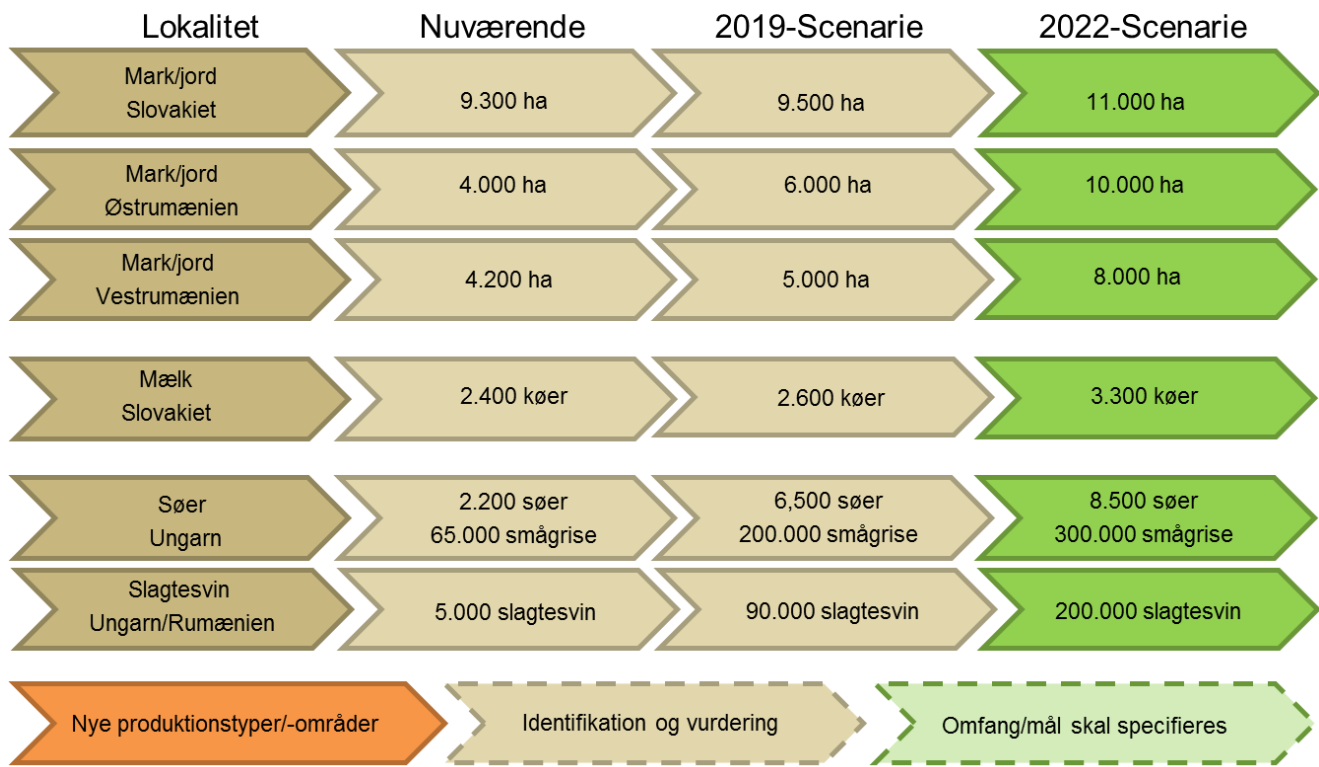 Lokalitet
Nuværende
2019-Scenarie
2022-Scenarie
Mark/jord
Slovakiet
9.300 ha
9.500 ha
11.000 ha
Mark/jord
Østrumænien
4.000 ha
6.000 ha
10.000 ha
Mark/jord
Vestrumænien
4.200 ha
5.000 ha
8.000 ha
Mælk
Slovakiet
2.400 køer
2.600 køer
3.300 køer
Søer
Ungarn
2.200 søer
65.000 smågrise
6,500 søer
200.000 smågrise
8.500 søer
300.000 smågrise
Slagtesvin
Ungarn/Rumænien
5.000 slagtesvin
90.000 slagtesvin
200.000 slagtesvin
Nye produktionstyper/-områder
Identifikation og vurdering
Omfang/mål skal specifieres